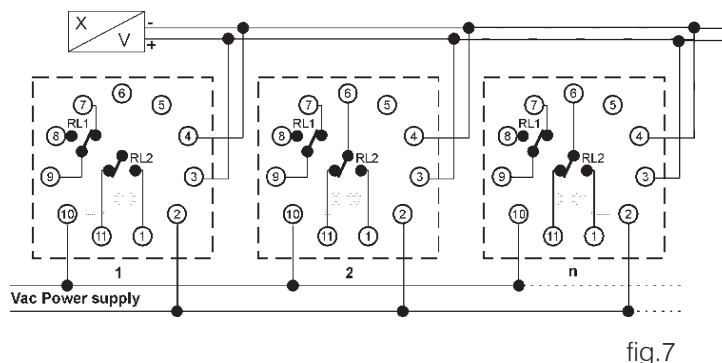 X - V +
6 6 6
7 5 7 5 7 5
RL1 RL1 RL1
8 4 8 4 8 4
RL2 RL2 RL2
9 3 9 3 9 3
10 2 10 2 10 2
11 1 11 1 11 1
1 2 n
Vac Power supply
fig.7